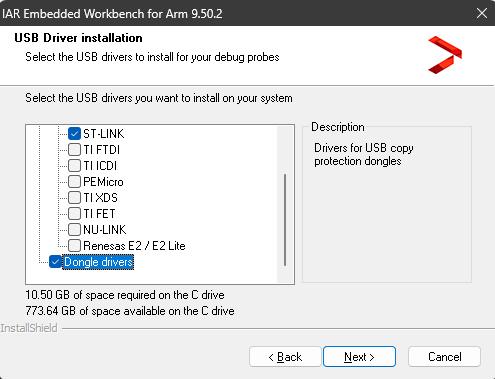 IAR Embedded Workbench for Arm 9.50.2
USB Driver installation
Select the USB drivers to install for your debug probes
Select the USB drivers you want to install on your system
ST-LINK
TI FTDI
TI ICDI
PEMicro
TI XDS
TI FET
NU-LINK
Renesas E2 / E2 Lite
Dongle drivers
Description
Drivers for USB copy
protection dongles
10.50 GB of space required on the C drive
773.64 GB of space available on the C drive
InstallShield
< Back
Next >
Cancel